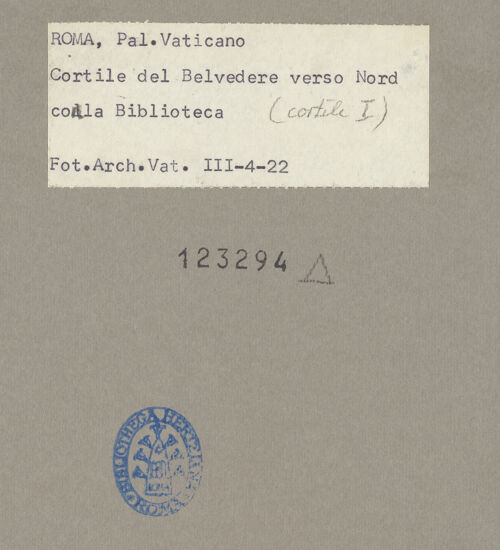 ROMA, Pal.Vaticano
Cortile del Belvedere verso Nord
colla Biblioteca (cortile I)
Fot.Arch.Vat. III-4-22
123294
BIBLIOTHECA HERTZIANA
ROMA